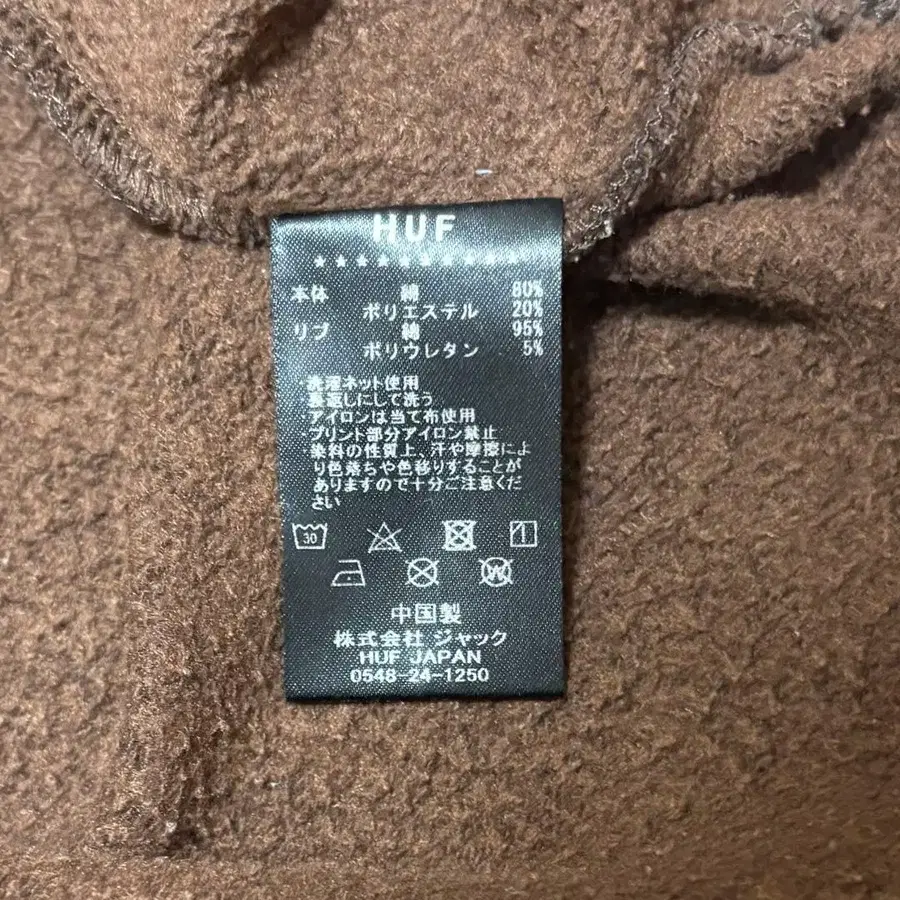 HUF
★★★★★★★★★★
本体 綿 80%
ポリエステル 20%
リブ 綿 95%
ポリウレタン 5%
・洗濯ネット使用
裏返しにして洗う
アイロンは当て布使用
プリント部分アイロン禁止
・染料の性質上、汗や摩擦によ
り色落ちや色移りすることが
ありますので十分ご注意くだ
さい
30
W
中国製
株式会社 ジャック
HUF JAPAN
0548-24-1250